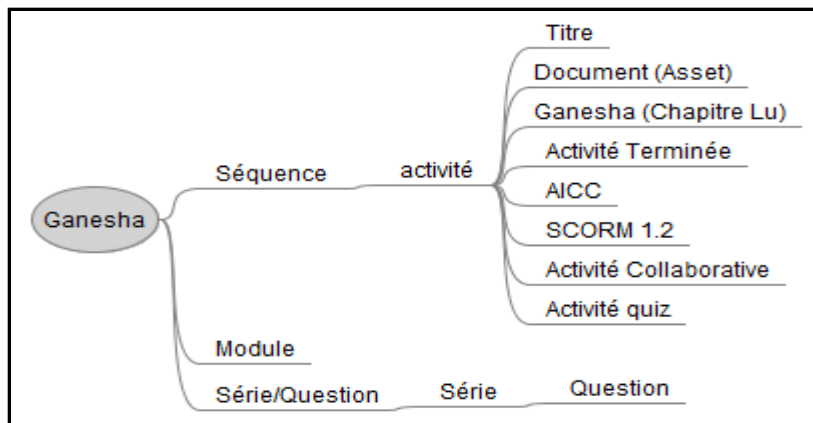 Titre
Document (Asset)
Ganesha (Chapitre Lu)
Activité Terminée
Séquence
activité
AICC
Ganesha
SCORM 1.2
Activité Collaborative
Activité quiz
Module
Série/Question
Série
Question